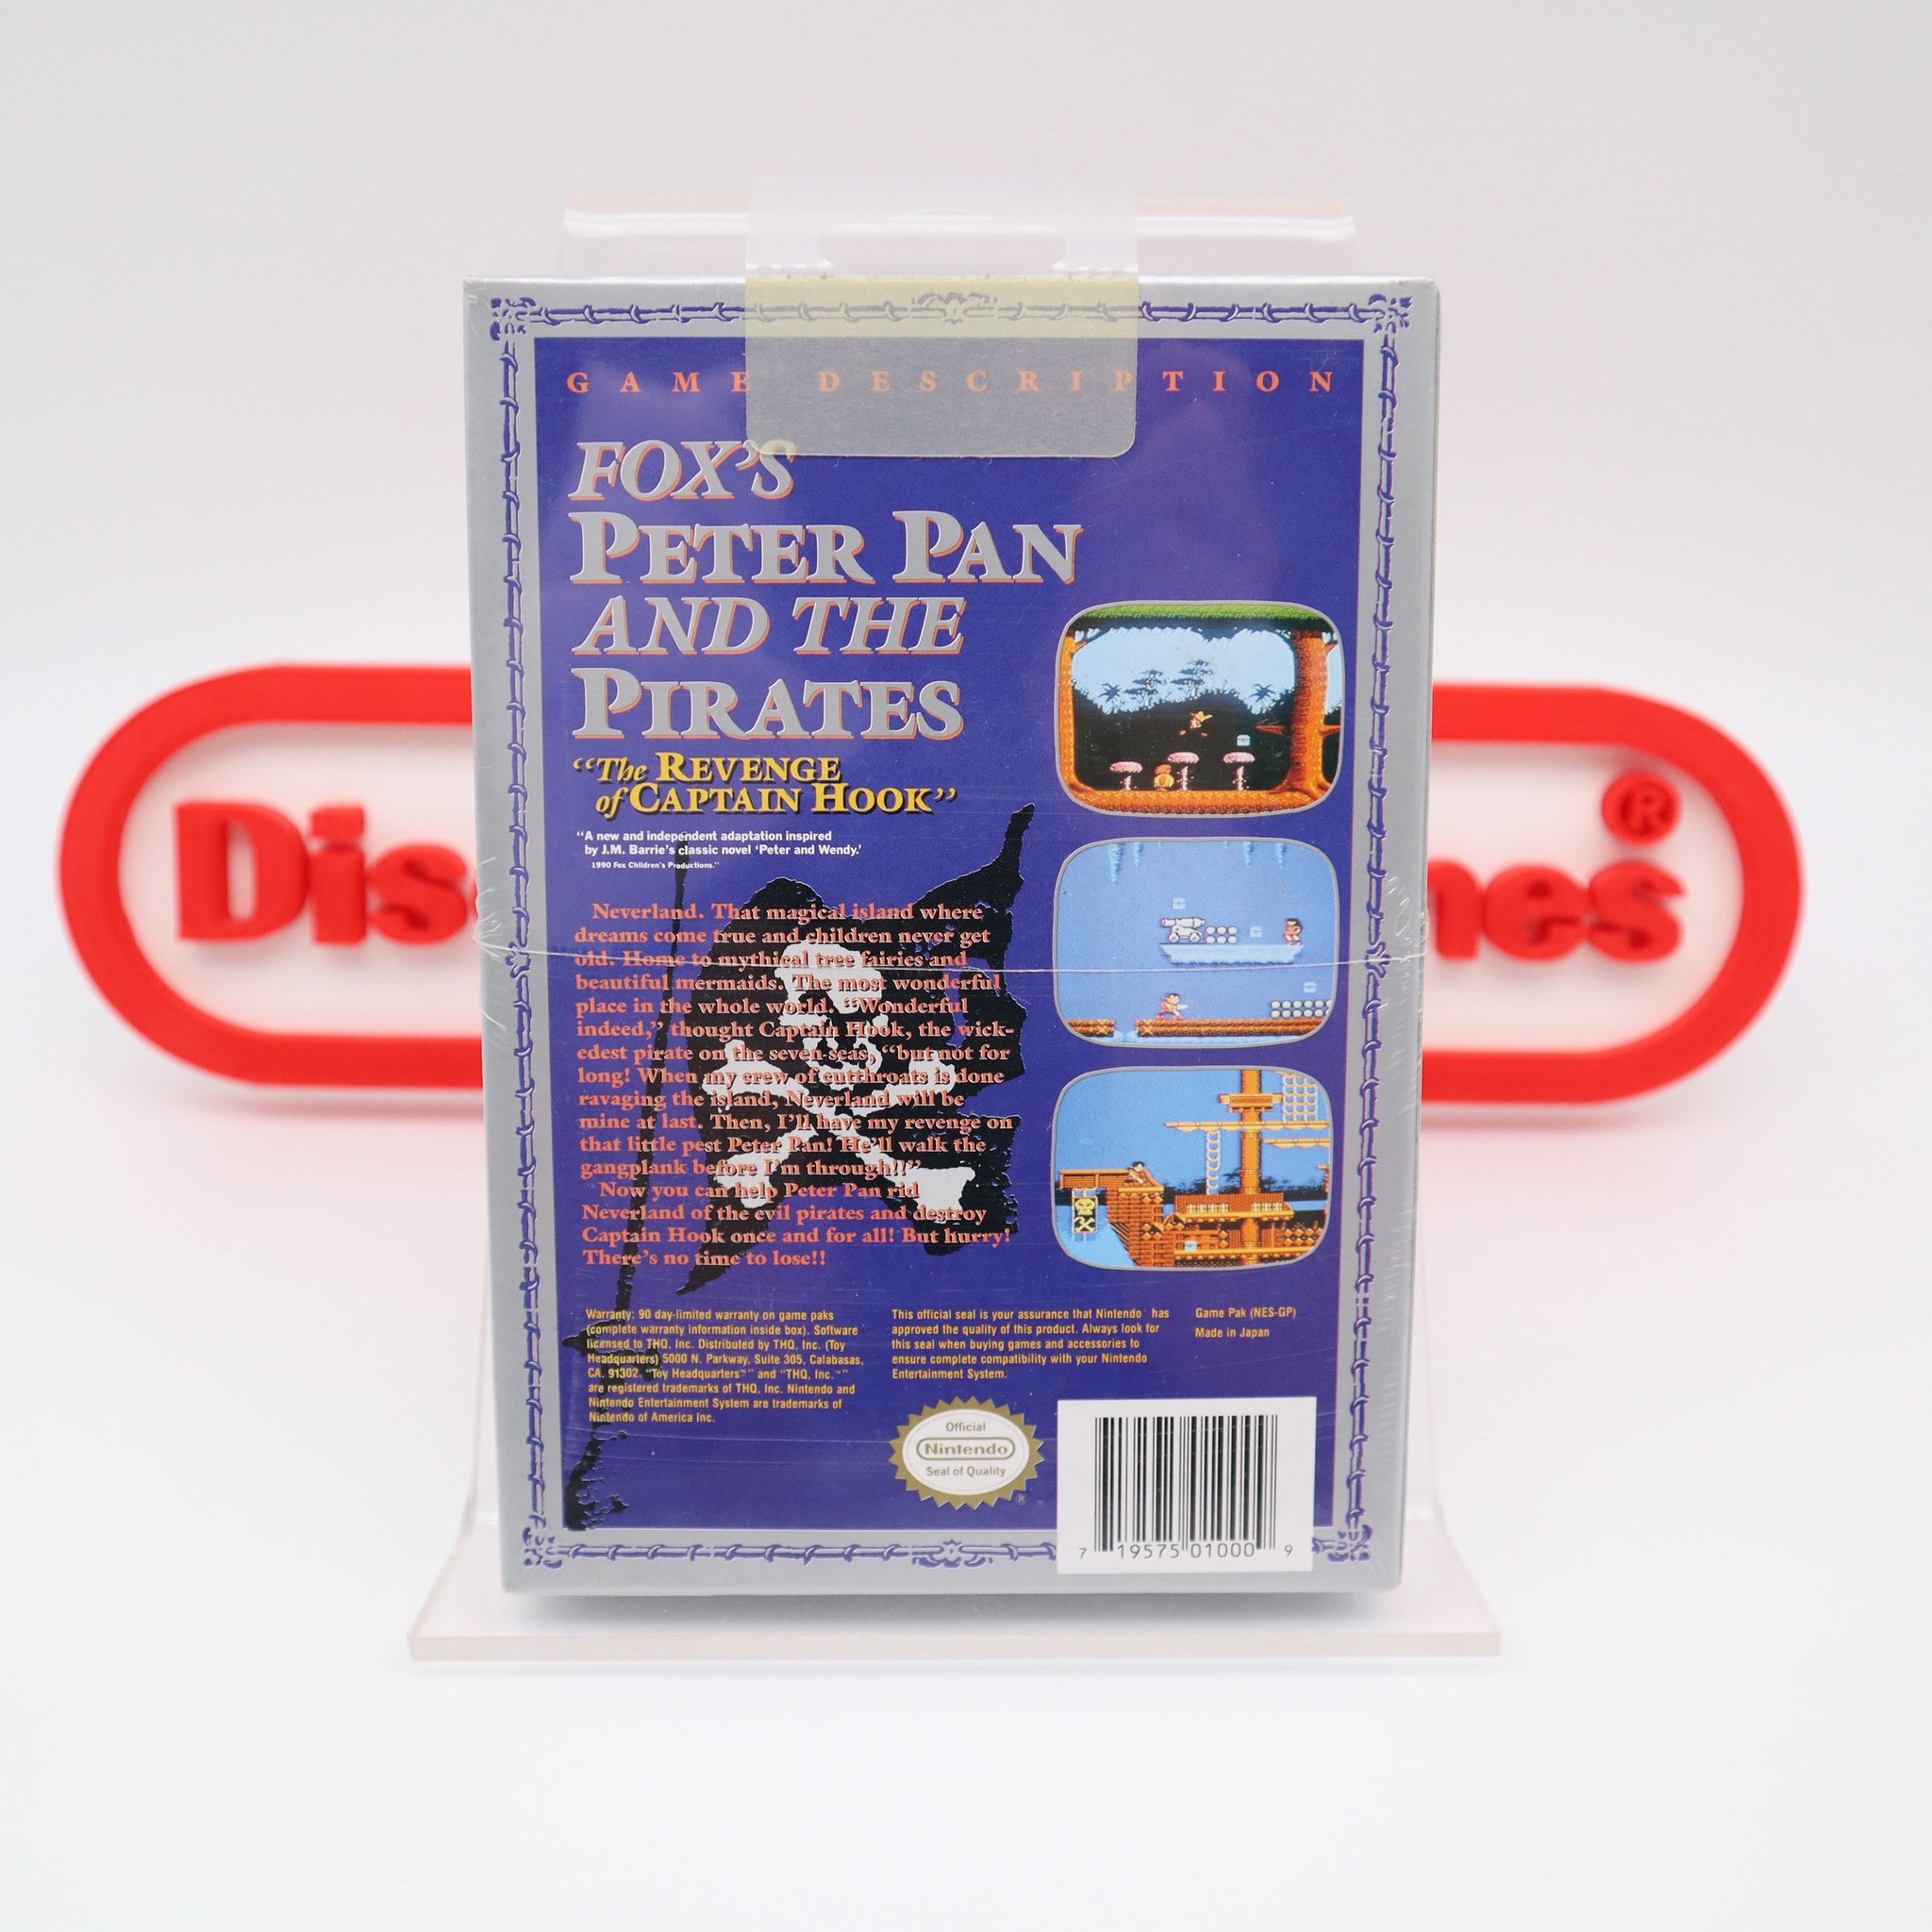 GAME DESCRIPTION
FOX'S
PETER PAN
AND THE
PIRATES
"The REVENGE
of CAPTAIN HOOK"
"A new and independent adaptation inspired
by J.M. Barrie's classic novel 'Peter and Wendy.'
1990 Fox Children's Productions."
Neverland. That magical island where
dreams come true and children never get
old. Home to mythical tree fairies and
beautiful mermaids. The most wonderful
place in the whole world. "Wonderful
indeed," thought Captain Hook, the wick-
edest pirate on the seven seas, "but not for
long! When my crew of cutthroats is done
ravaging the island, Neverland will be
mine at last. Then, I'll have my revenge on
that little pest Peter Pan! He'll walk the
gangplank before I'm through!!"
Now you can help Peter Pan rid
Neverland of the evil pirates and destroy
Captain Hook once and for all! But hurry!
There's no time to lose!!
Warranty: 90 day-limited warranty on game paks
(complete warranty information inside box). Software
licensed to THQ, Inc. Distributed by THQ, Inc. (Toy
Headquarters) 5000 N. Parkway, Suite 305, Calabasas,
CA. 91302. "Toy Headquarters™" and "THQ, Inc.™"
are registered trademarks of THQ, Inc. Nintendo and
Nintendo Entertainment System are trademarks of
Nintendo of America Inc.
This official seal is your assurance that Nintendo has
approved the quality of this product. Always look for
this seal when buying games and accessories to
ensure complete compatibility with your Nintendo
Entertainment System.
Game Pak (NES-GP)
Made in Japan
Official
Nintendo
Seal of Quality
®
7 19575 01000 9
Dis
mes
®